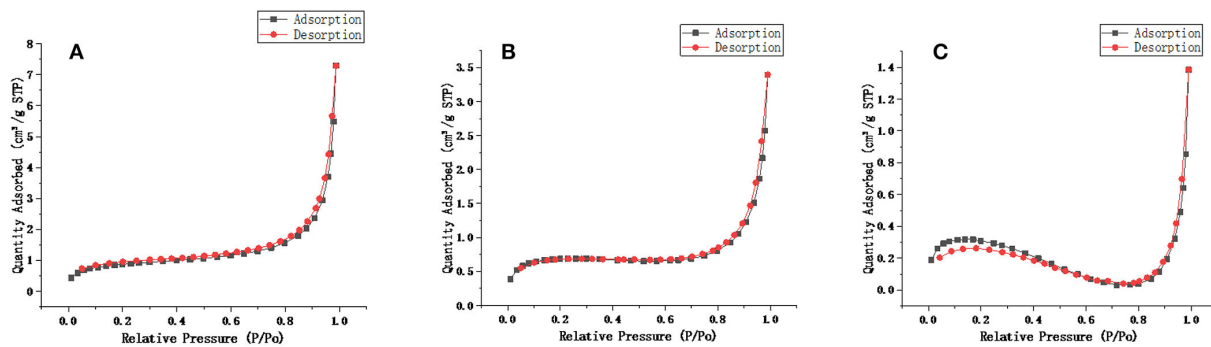 A
Adsorption
Desorption
Quantity Adsorbed (cm³/g STP)
8
7
6
5
4
3
2
1
0
0.0 0.2 0.4 0.6 0.8 1.0
Relative Pressure (P/Po)
B
Adsorption
Desorption
Quantity Adsorbed (cm³/g STP)
3.5
3.0
2.5
2.0
1.5
1.0
0.5
0.0
0.0 0.2 0.4 0.6 0.8 1.0
Relative Pressure (P/Po)
C
Adsorption
Desorption
Quantity Adsorbed (cm³/g STP)
1.4
1.2
1.0
0.8
0.6
0.4
0.2
0.0
0.0 0.2 0.4 0.6 0.8 1.0
Relative Pressure (P/Po)